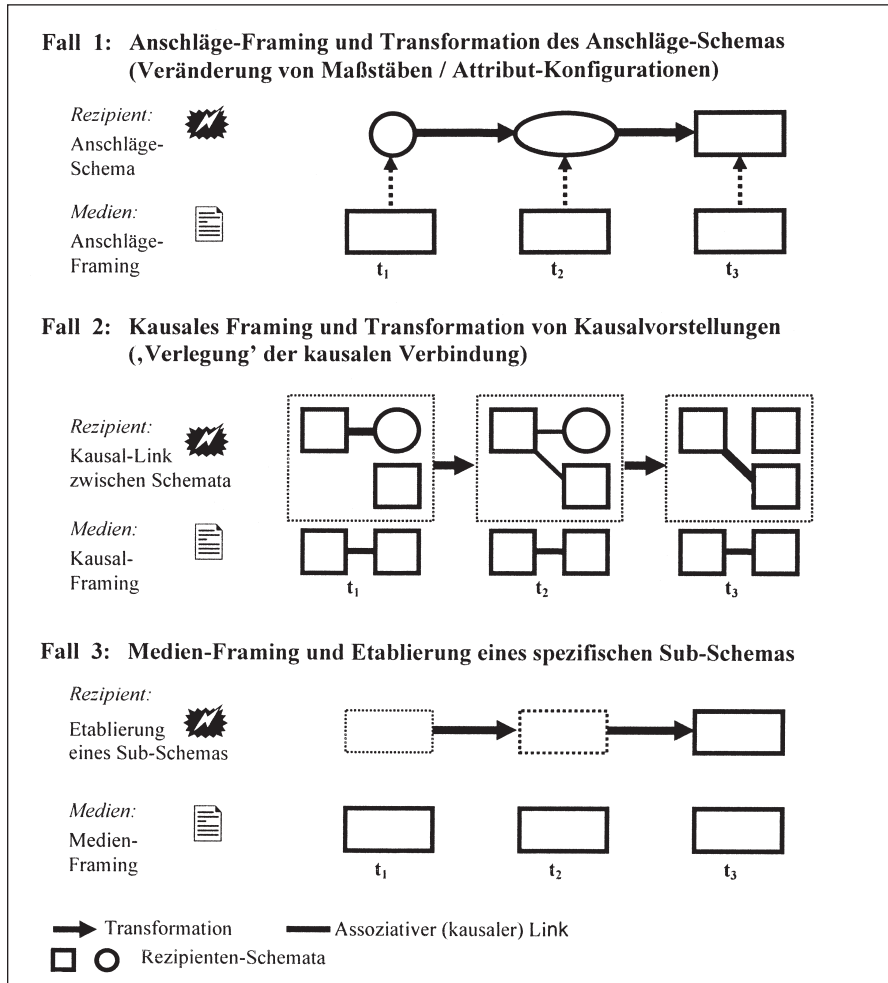 Fall 1: Anschläge-Framing und Transformation des Anschläge-Schemas
(Veränderung von Maßstäben / Attribut-Konfigurationen)
Rezipient:
Anschläge-
Schema
Medien:
Anschläge-
Framing
t₁ t₂ t₃
Fall 2: Kausales Framing und Transformation von Kausalvorstellungen
(‚Verlegung’ der kausalen Verbindung)
Rezipient:
Kausal-Link
zwischen Schemata
Medien:
Kausal-
Framing
t₁ t₂ t₃
Fall 3: Medien-Framing und Etablierung eines spezifischen Sub-Schemas
Rezipient:
Etablierung
eines Sub-Schemas
Medien:
Medien-
Framing
t₁ t₂ t₃
Transformation Assoziativer (kausaler) Link
Rezipienten-Schemata